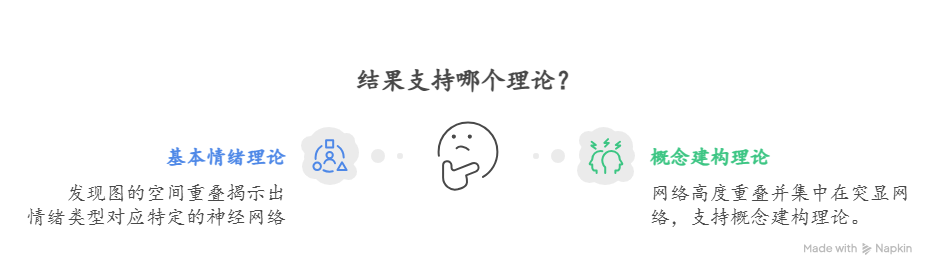 结果支持哪个理论?
基本情绪理论
发现图的空间重叠揭示出
情绪类型对应特定的神经网络
概念建构理论
网络高度重叠并集中在突显网
络，支持概念建构理论。
Made with Napkin